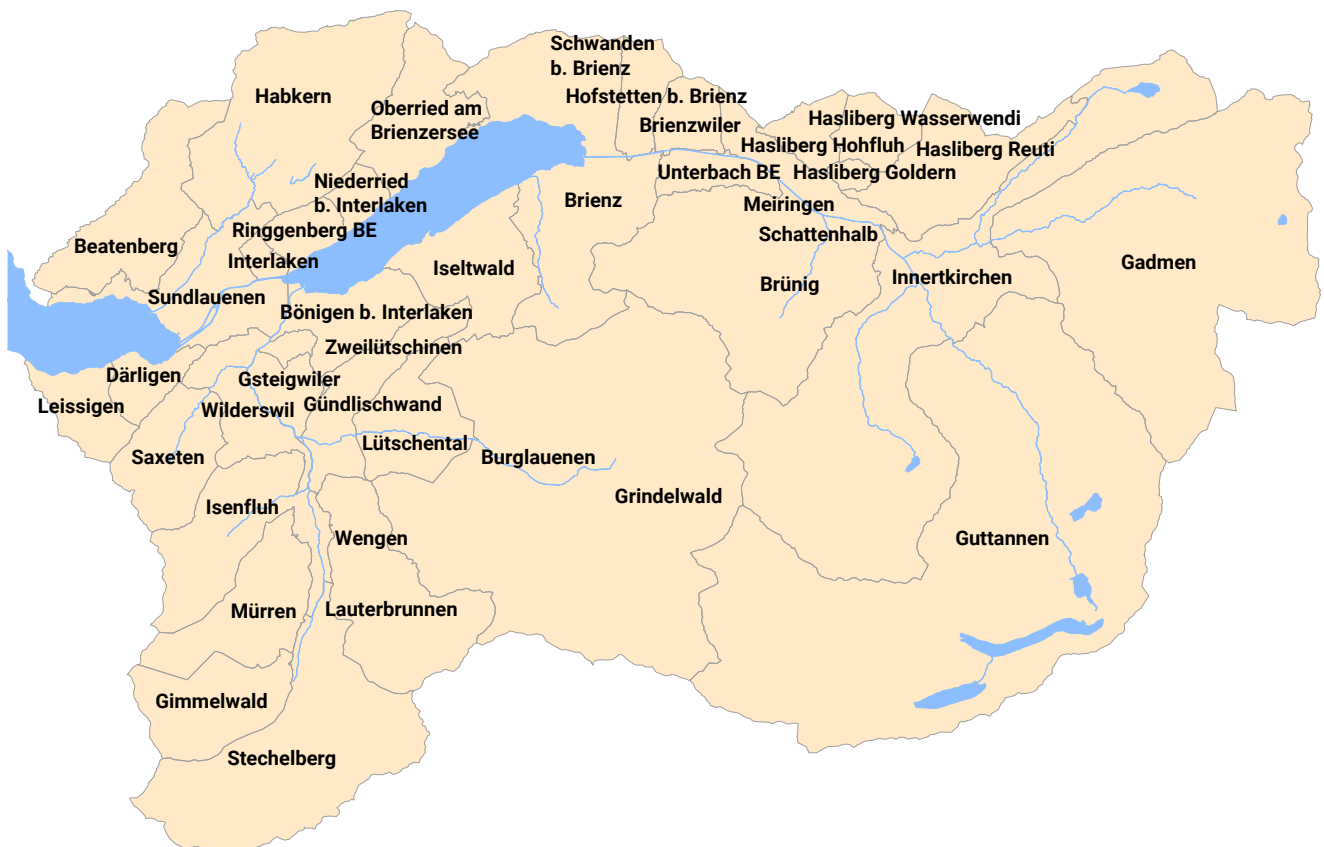 Schwanden
b. Brienz
Habkern
Oberried am
Brienzersee
Hofstetten b. Brienz
Brienzwiler
Hasliberg Wasserwendi
Hasliberg Hohfluh
Hasliberg Reuti
Unterbach BE
Hasliberg Goldern
Niederried
b. Interlaken
Brienz
Meiringen
Ringgenberg BE
Schattenhalb
Beatenberg
Interlaken
Iseltwald
Gadmen
Innertkirchen
Brünig
Sundlauenen
Bönigen b. Interlaken
Zweilütschinen
Därligen
Gsteigwiler
Leissigen
Wilderswil
Gündlischwand
Lütschental
Saxeten
Burglauenen
Grindelwald
Isenfluh
Wengen
Guttannen
Mürren
Lauterbrunnen
Gimmelwald
Stechelberg